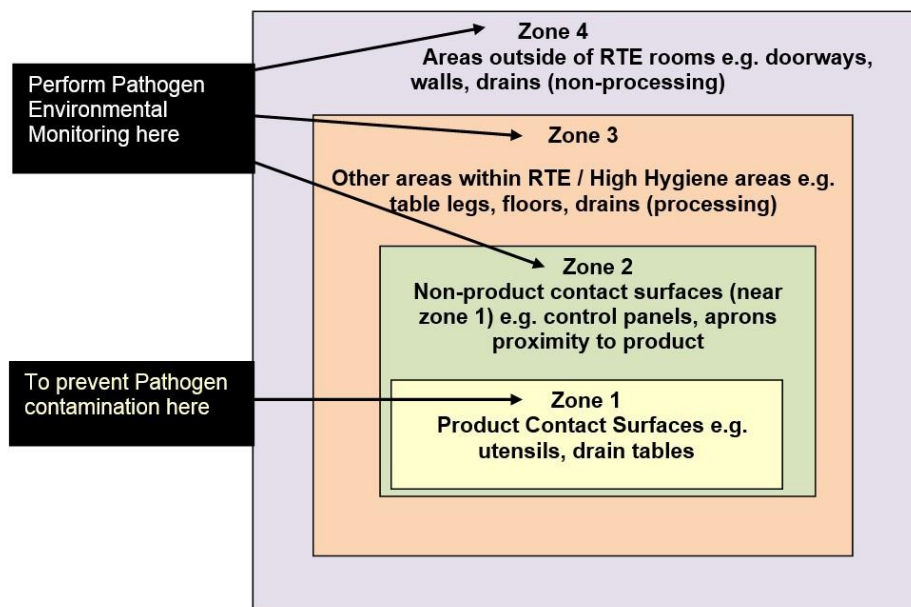 Zone 4
Areas outside of RTE rooms e.g. doorways,
walls, drains (non-processing)
Perform Pathogen
Environmental
Monitoring here
Zone 3
Other areas within RTE / High Hygiene areas e.g.
table legs, floors, drains (processing)
Zone 2
Non-product contact surfaces (near
zone 1) e.g. control panels, aprons
proximity to product
To prevent Pathogen
contamination here
Zone 1
Product Contact Surfaces e.g.
utensils, drain tables